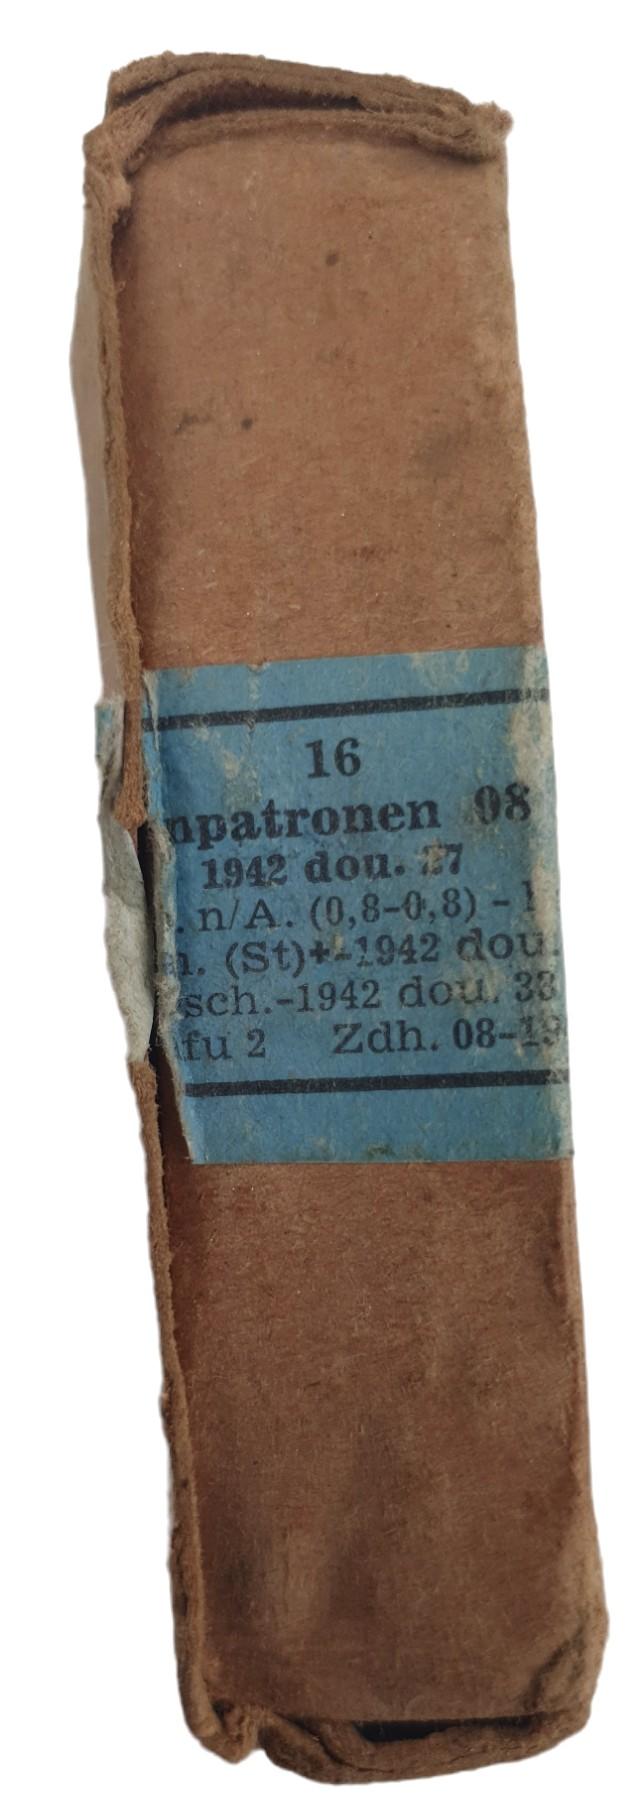 16
npatronen 98
1942 dou. 27
. n/A. (0,8-0,8) -
. (St)+-1942 dou.
sch.-1942 dou. 33
fu 2 Zdh. 08-19